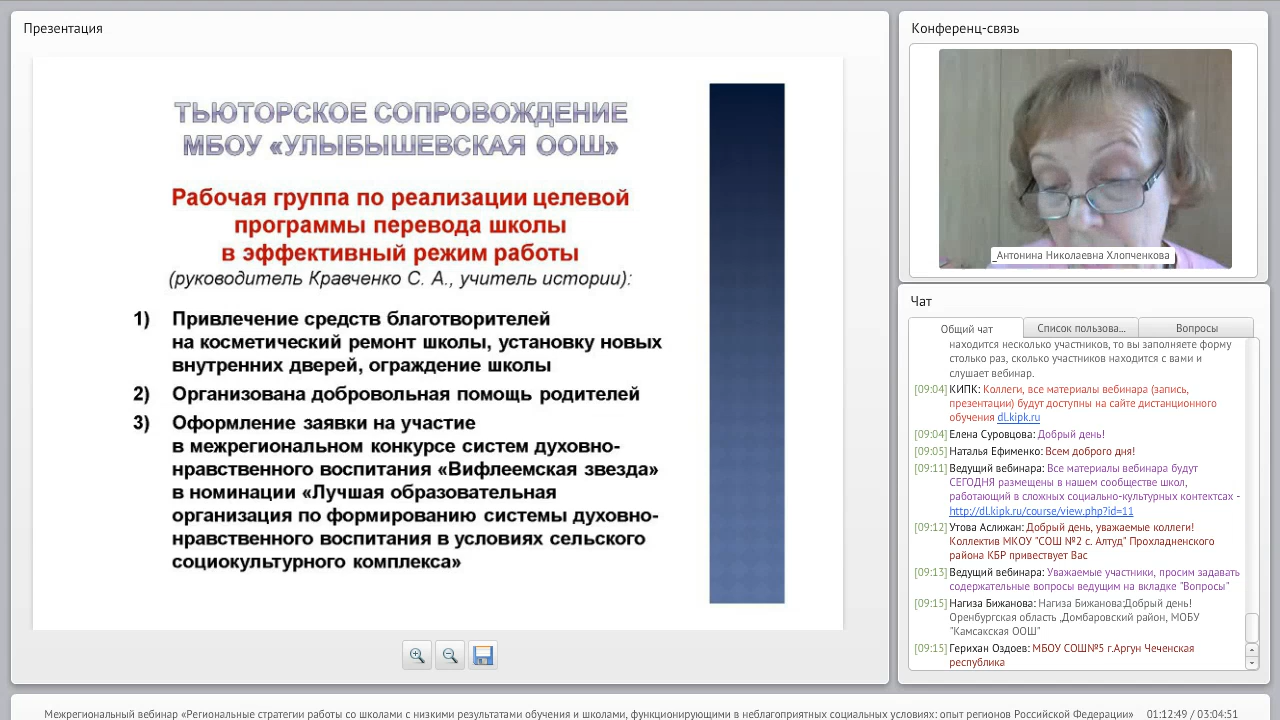 Презентация
ТЬЮТОРСКОЕ СОПРОВОЖДЕНИЕ
МБОУ «УЛЫБЫШЕВСКАЯ ООШ»
Рабочая группа по реализации целевой
программы перевода школы
в эффективный режим работы
(руководитель Кравченко С. А., учитель истории):
1) Привлечение средств благотворителей
на косметический ремонт школы, установку новых
внутренних дверей, ограждение школы
2) Организована добровольная помощь родителей
3) Оформление заявки на участие
в межрегиональном конкурсе систем духовно-
нравственного воспитания «Вифлеемская звезда»
в номинации «Лучшая образовательная
организация по формированию системы духовно-
нравственного воспитания в условиях сельского
социокультурного комплекса»
Конференц-связь
_Антонина Николаевна Хлопченкова
Чат
Общий чат
Список пользова...
Вопросы
находится несколько участников, то вы заполняете форму
столько раз, сколько участников находится с вами и
слушает вебинар.
[09:04] КИПК: Коллеги, все материалы вебинара (запись,
презентации) будут доступны на сайте дистанционного
обучения dl.kipk.ru
[09:04] Елена Суровцова: Добрый день!
[09:05] Наталья Ефименко: Всем доброго дня!
[09:11] Ведущий вебинара: Все материалы вебинара будут
СЕГОДНЯ размещены в нашем сообществе школ,
работающий в сложных социально-культурных контектсах -
http://dl.kipk.ru/course/view.php?id=11
[09:12] Утова Аслижан: Добрый день, уважаемые коллеги!
Коллектив МКОУ "СОШ №2 с. Алтуд" Прохладненского
района КБР привествует Вас
[09:13] Ведущий вебинара: Уважаемые участники, просим задавать
содержательные вопросы ведущим на вкладке "Вопросы"
[09:15] Нагиза Бижанова: Нагиза Бижанова:Добрый день!
Оренбургская область ,Домбаровский район, МОБУ
"Камсакская ООШ"
[09:15] Герихан Оздоев: МБОУ СОШ№5 г.Аргун Чеченская
республика
Межрегиональный вебинар «Региональные стратегии работы со школами с низкими результатами обучения и школами, функционирующими в неблагоприятных социальных условиях: опыт регионов Российской Федерации» 01:12:49 / 03:04:51